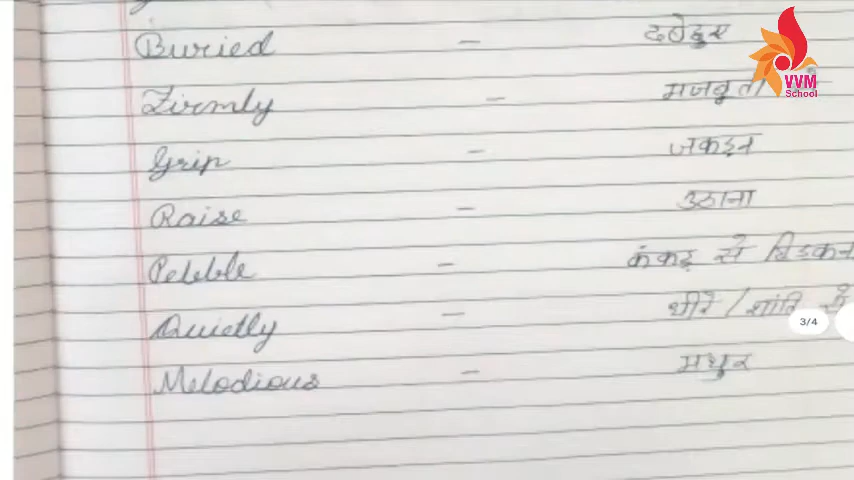 Buried - दबे हुए
Firmly - मजबूती
Grip - जकड़न
Raise - उठाना
Pebble - कंकड़ से
Quietly - धीरे / शांति से
Melodious - मधुर
VVM
School
3/4